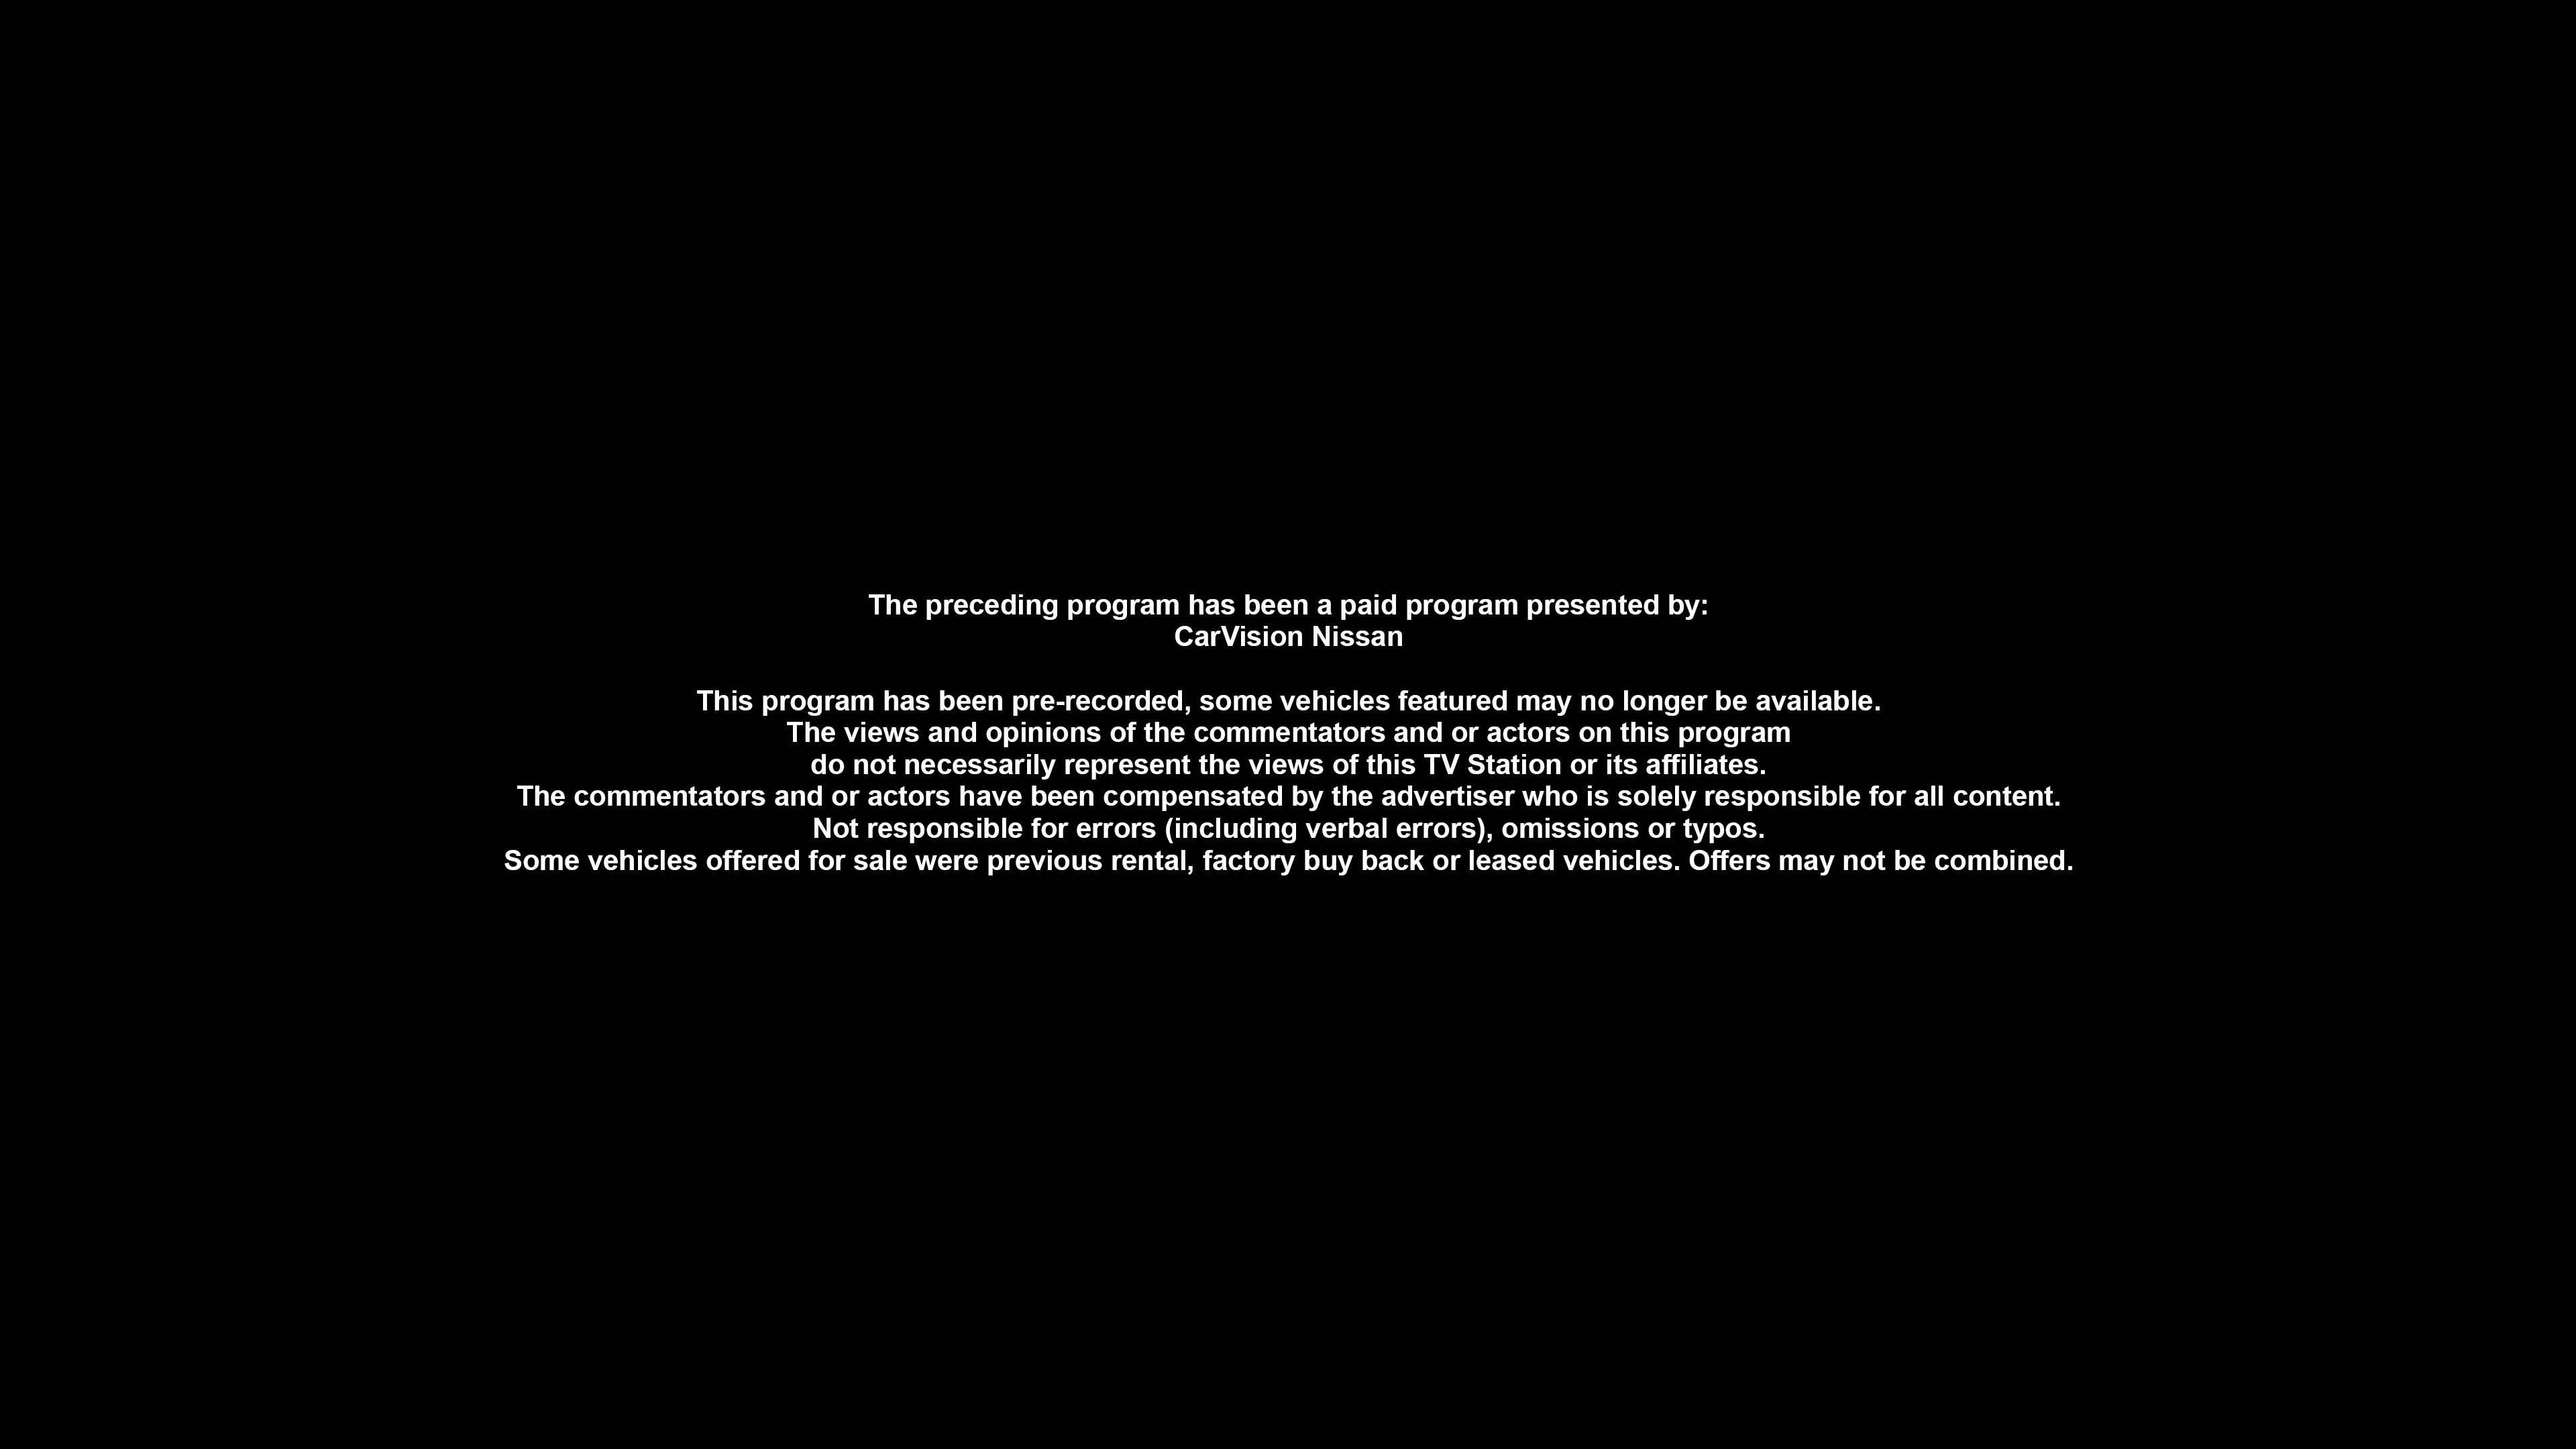 The preceding program has been a paid program presented by:
CarVision Nissan
This program has been pre-recorded, some vehicles featured may no longer be available.
The views and opinions of the commentators and or actors on this program
do not necessarily represent the views of this TV Station or its affiliates.
The commentators and or actors have been compensated by the advertiser who is solely responsible for all content.
Not responsible for errors (including verbal errors), omissions or typos.
Some vehicles offered for sale were previous rental, factory buy back or leased vehicles. Offers may not be combined.